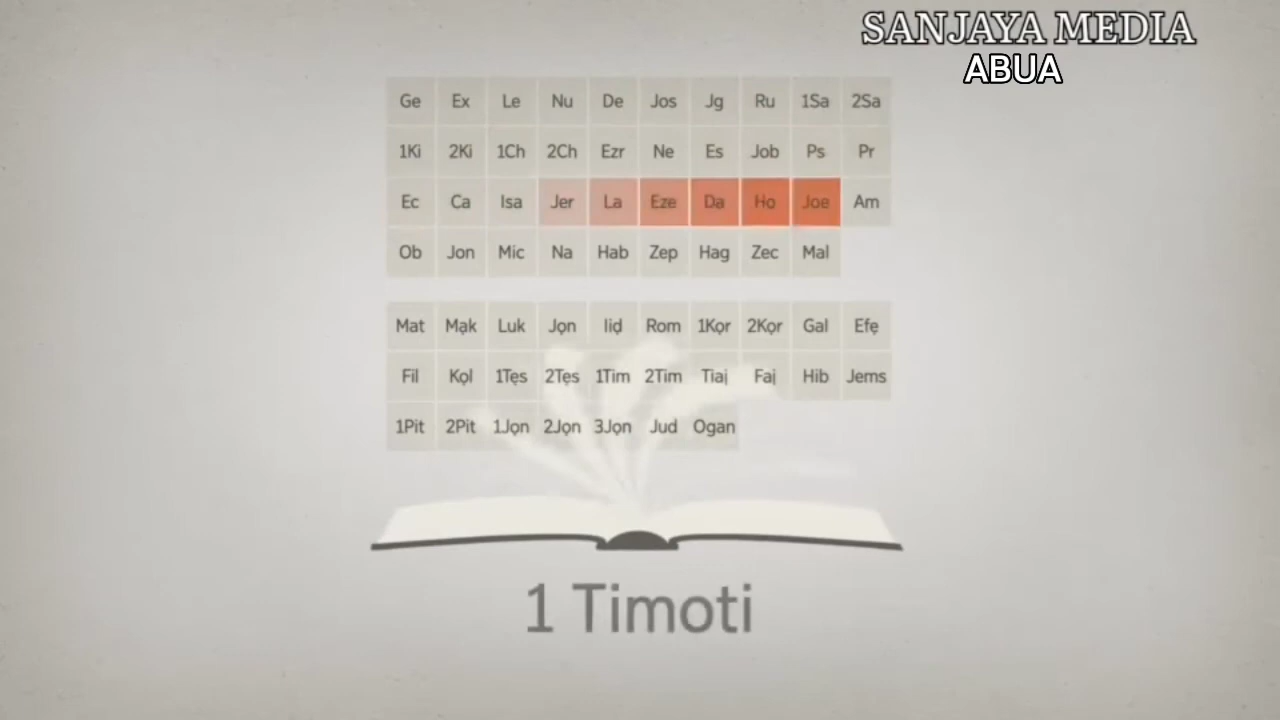 SANJAYA MEDIA
ABUA
Ge Ex Le Nu De Jos Jg Ru 1Sa 2Sa
1Ki 2Ki 1Ch 2Ch Ezr Ne Es Job Ps Pr
Ec Ca Isa Jer La Eze Da Ho Joe Am
Ob Jon Mic Na Hab Zep Hag Zec Mal
Mat Mạk Luk Jọn Iiḍ Rom 1Kọr 2Kọr Gal Efẹ
Fil Kọl 1Tẹs 2Tẹs 1Tim 2Tim Tiaị Faị Hib Jems
1Pit 2Pit 1Jọn 2Jọn 3Jọn Jud Ogan
1 Timoti